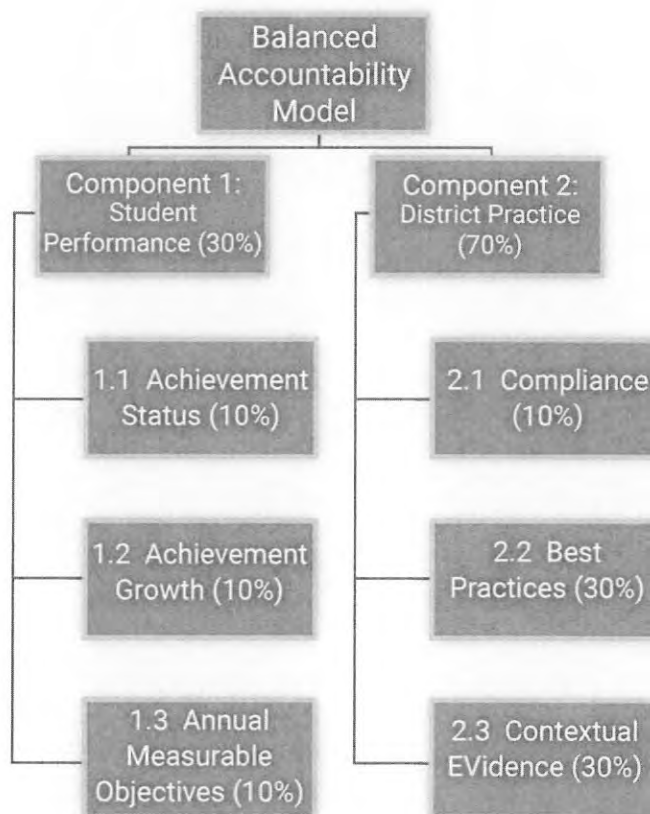 Balanced
Accountability
Model
Component 1:
Student
Performance (30%)
Component 2:
District Practice
(70%)
1.1 Achievement
Status (10%)
2.1 Compliance
(10%)
1.2 Achievement
Growth (10%)
2.2 Best
Practices (30%)
1.3 Annual
Measurable
Objectives (10%)
2.3 Contextual
EVidence (30%)